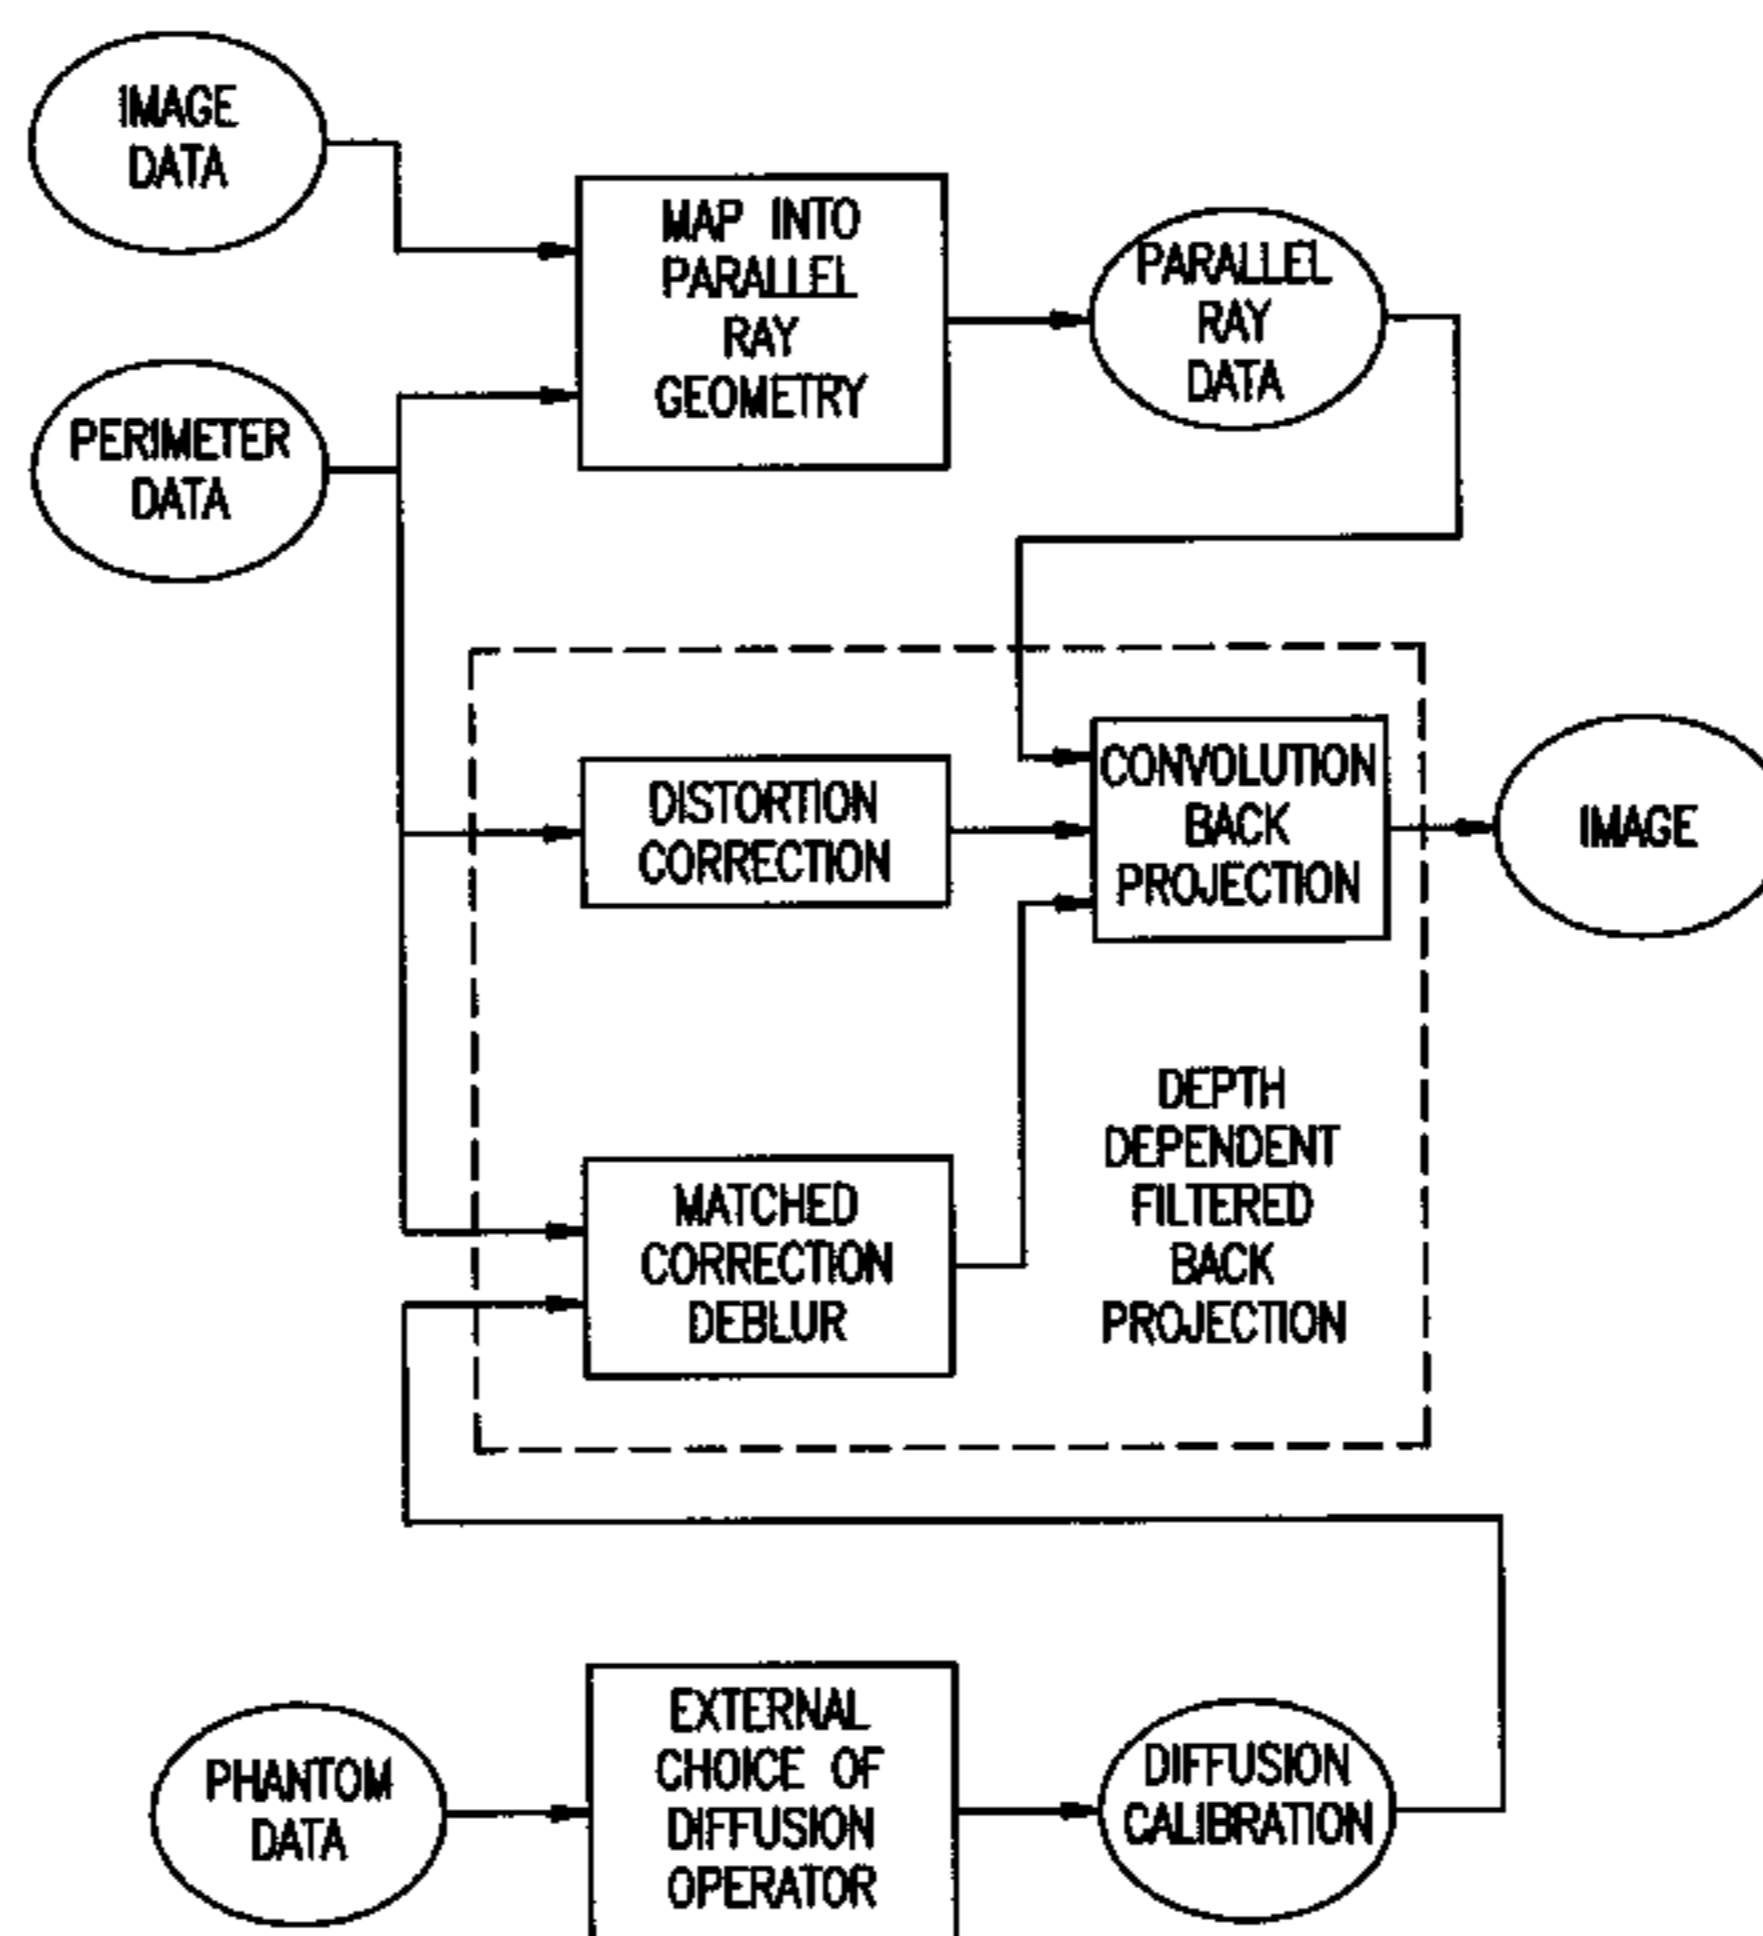 IMAGE
DATA
MAP INTO
PARALLEL
RAY
GEOMETRY
PARALLEL
RAY
DATA
PERIMETER
DATA
DISTORTION
CORRECTION
CONVOLUTION
BACK
PROJECTION
IMAGE
MATCHED
CORRECTION
DEBLUR
DEPTH
DEPENDENT
FILTERED
BACK
PROJECTION
PHANTOM
DATA
EXTERNAL
CHOICE OF
DIFFUSION
OPERATOR
DIFFUSION
CALIBRATION